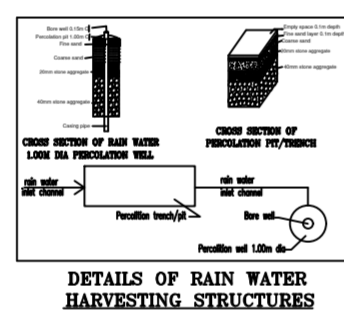 Bore well 0.15m
Percolation pit 1.00m
Fine sand
Coarse sand
20mm stone aggregate
40mm stone aggregate
Casing pipe
CROSS SECTION OF RAIN WATER
1.00M DIA PERCOLATION WELL
Empty space 0.1m depth
Fine sand layer 0.1m depth
Coarse sand
20mm stone aggregate
40mm stone aggregate
CROSS SECTION OF
PERCOLATION PIT/TRENCH
rain water
inlet channel
Percolition trench/pit
rain water
inlet channel
Bore well
Percolation well 1.00m dia
DETAILS OF RAIN WATER
HARVESTING STRUCTURES